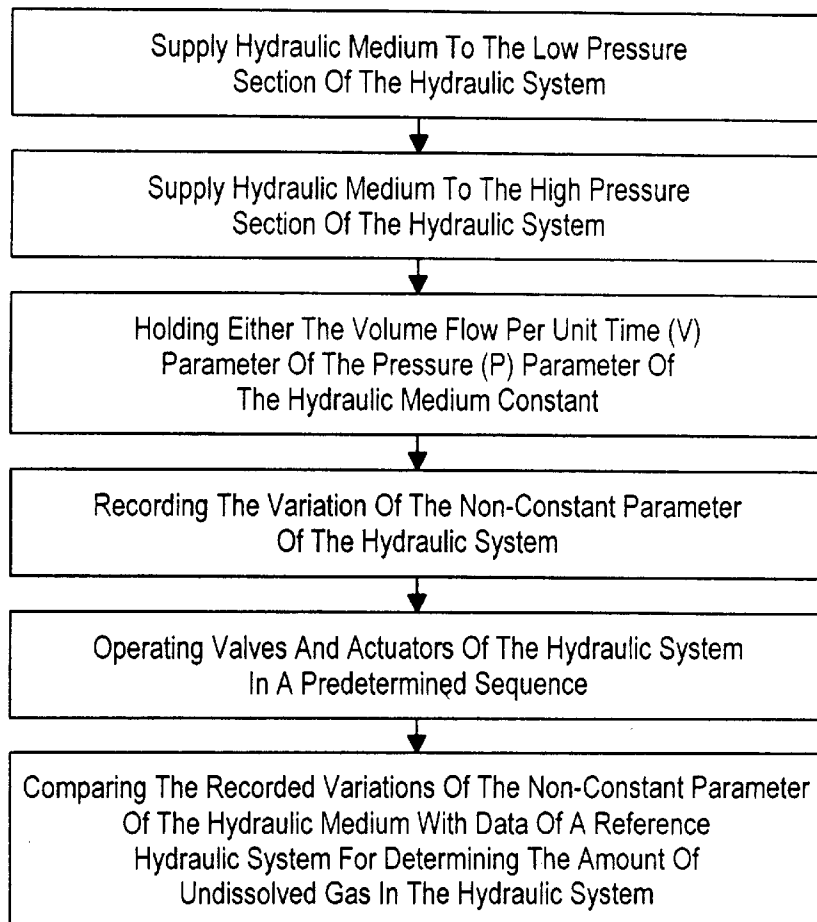 Supply Hydraulic Medium To The Low Pressure
Section Of The Hydraulic System
Supply Hydraulic Medium To The High Pressure
Section Of The Hydraulic System
Holding Either The Volume Flow Per Unit Time (V)
Parameter Of The Pressure (P) Parameter Of
The Hydraulic Medium Constant
Recording The Variation Of The Non-Constant Parameter
Of The Hydraulic System
Operating Valves And Actuators Of The Hydraulic System
In A Predetermined Sequence
Comparing The Recorded Variations Of The Non-Constant Parameter
Of The Hydraulic Medium With Data Of A Reference
Hydraulic System For Determining The Amount Of
Undissolved Gas In The Hydraulic System